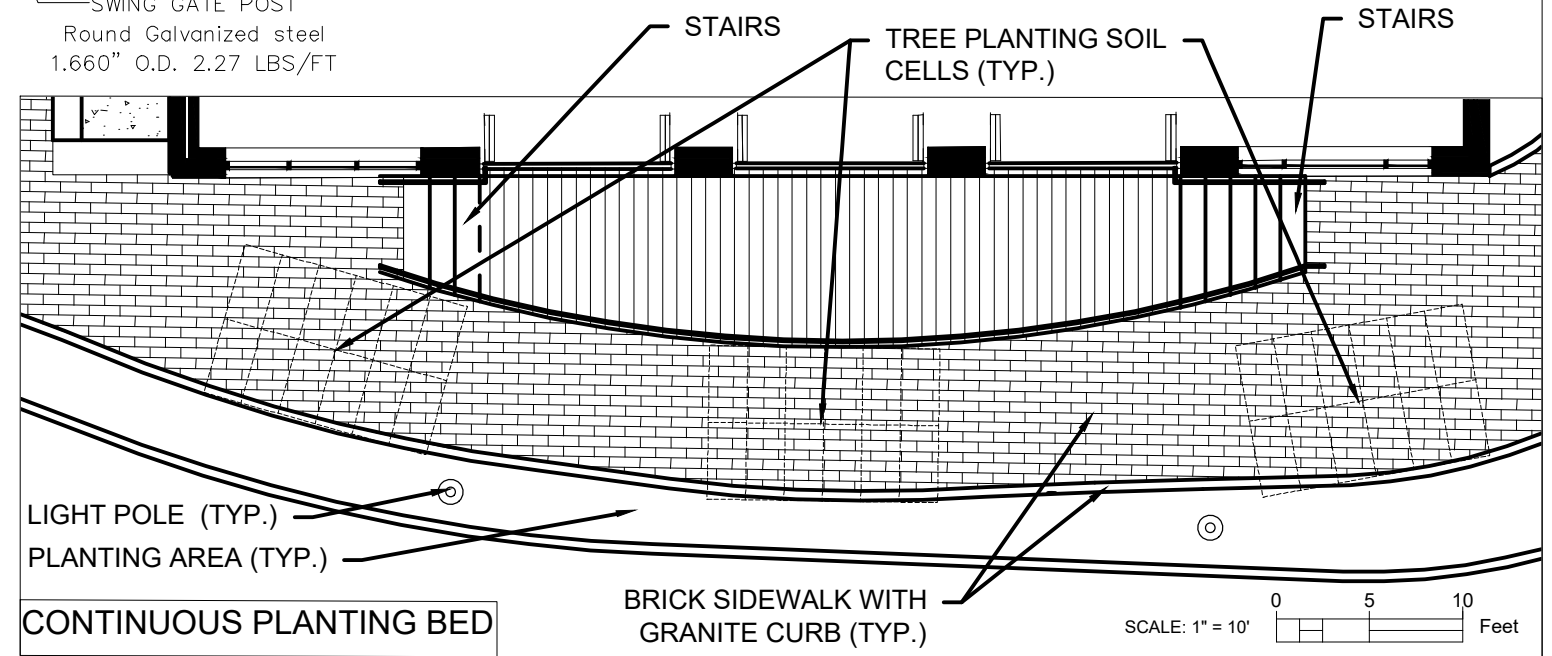 SWING GATE POST
Round Galvanized steel
1.660" O.D. 2.27 LBS/FT
STAIRS
TREE PLANTING SOIL
CELLS (TYP.)
STAIRS
LIGHT POLE (TYP.)
PLANTING AREA (TYP.)
BRICK SIDEWALK WITH
GRANITE CURB (TYP.)
CONTINUOUS PLANTING BED
SCALE: 1" = 10'
0 5 10
Feet